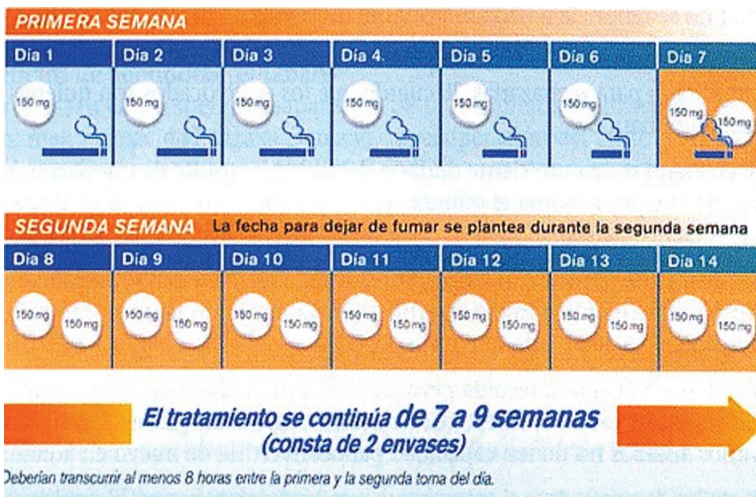 PRIMERA SEMANA
Día 1 Día 2 Día 3 Día 4 Día 5 Día 6 Día 7
150 mg 150 mg 150 mg 150 mg 150 mg 150 mg 150 mg 150 mg
SEGUNDA SEMANA La fecha para dejar de fumar se plantea durante la segunda semana
Día 8 Día 9 Día 10 Día 11 Día 12 Día 13 Día 14
150 mg 150 mg 150 mg 150 mg 150 mg 150 mg 150 mg 150 mg 150 mg 150 mg 150 mg 150 mg 150 mg 150 mg
El tratamiento se continúa de 7 a 9 semanas
(consta de 2 envases)
Deberían transcurrir al menos 8 horas entre la primera y la segunda toma del día.